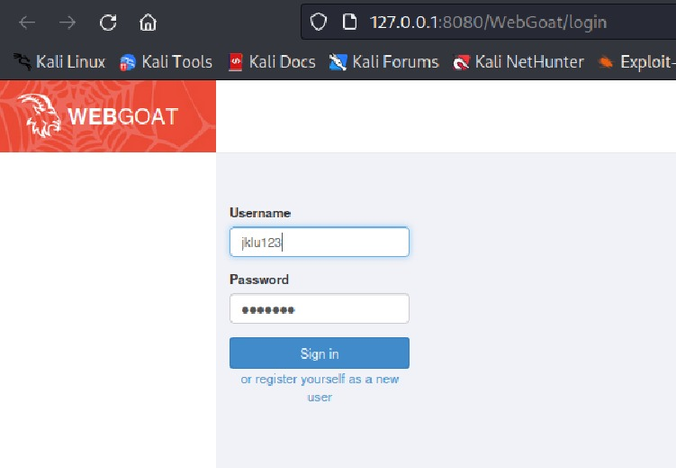 127.0.0.1:8080/WebGoat/login
Kali Linux Kali Tools Kali Docs Kali Forums Kali NetHunter Exploit-
WEBGOAT
Username
jklu123
Password
•••••••
Sign in
or register yourself as a new
user